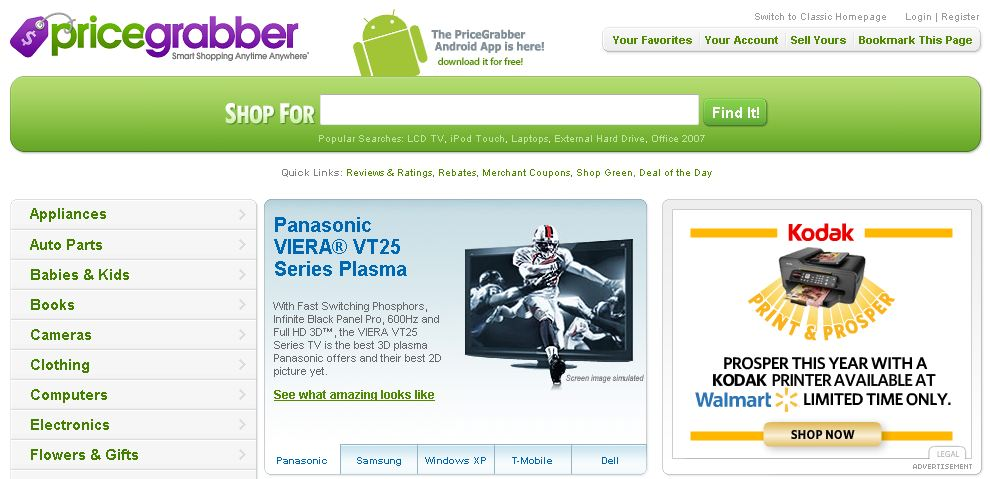 Switch to Classic Homepage Login | Register
pricegrabber
Smart Shopping Anytime Anywhere®
The PriceGrabber
Android App is here!
download it for free!
Your Favorites Your Account Sell Yours Bookmark This Page
SHOP FOR Find It!
Popular Searches: LCD TV, iPod Touch, Laptops, External Hard Drive, Office 2007
Quick Links: Reviews & Ratings, Rebates, Merchant Coupons, Shop Green, Deal of the Day
Appliances
Auto Parts
Babies & Kids
Books
Cameras
Clothing
Computers
Electronics
Flowers & Gifts
Panasonic
VIERA® VT25
Series Plasma
With Fast Switching Phosphors,
Infinite Black Panel Pro, 600Hz and
Full HD 3D™, the VIERA VT25
Series TV is the best 3D plasma
Panasonic offers and their best 2D
picture yet.
See what amazing looks like
Screen image simulated
Panasonic Samsung Windows XP T-Mobile Dell
Kodak
PRINT & PROSPER
PROSPER THIS YEAR WITH A
KODAK PRINTER AVAILABLE AT
Walmart LIMITED TIME ONLY.
SHOP NOW
LEGAL
ADVERTISEMENT